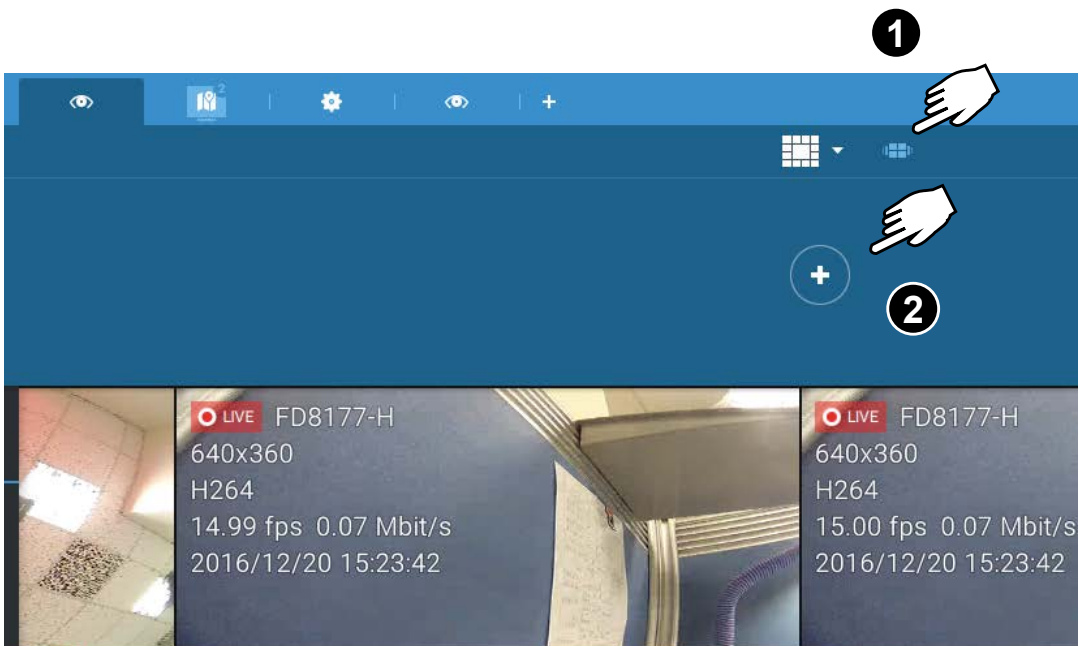 1
2
+
+
2
LIVE FD8177-H
640x360
H264
14.99 fps 0.07 Mbit/s
2016/12/20 15:23:42
LIVE FD8177-H
640x360
H264
15.00 fps 0.07 Mbit/s
2016/12/20 15:23:42